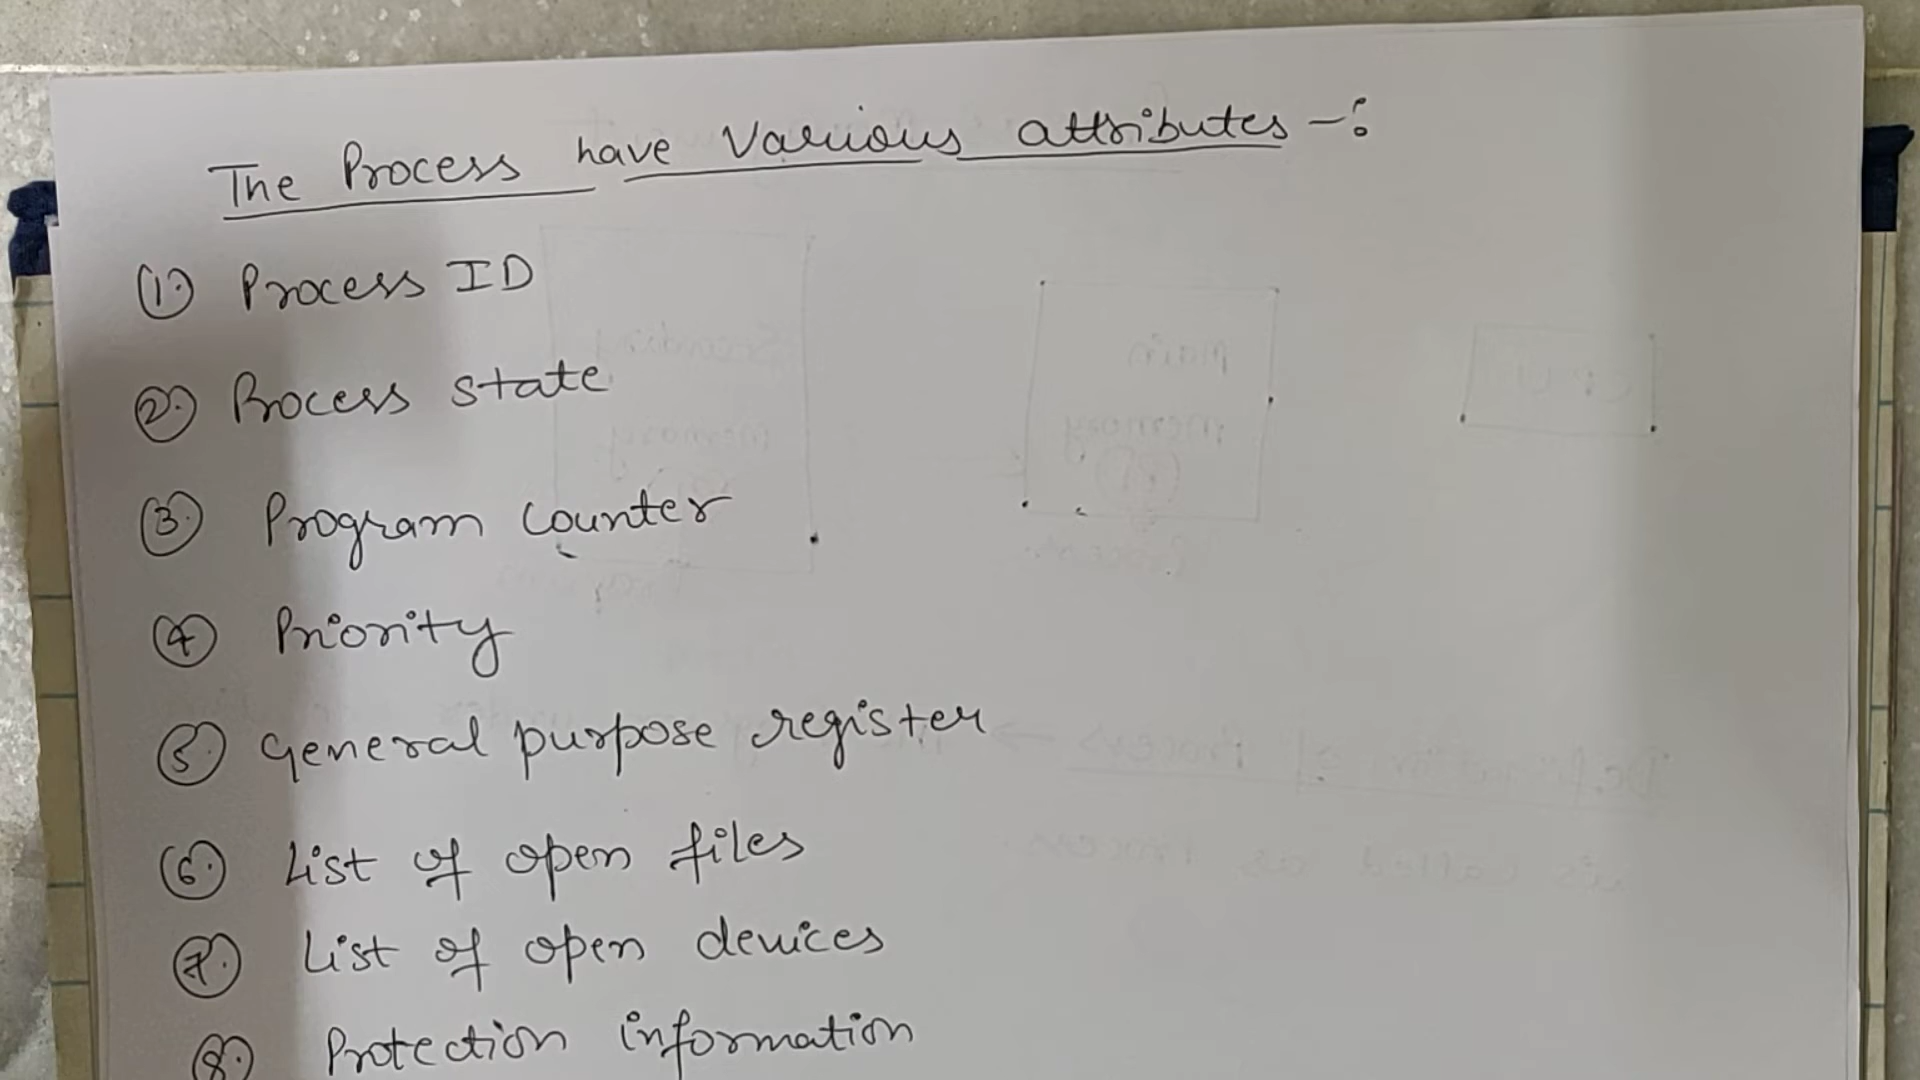 The Process have Various attributes -:
(1.) Process ID
(2.) Process state
(3.) Program counter
(4) Priority
(5.) General purpose register
(6.) List of open files
(7.) List of open devices
(8.) Protection information